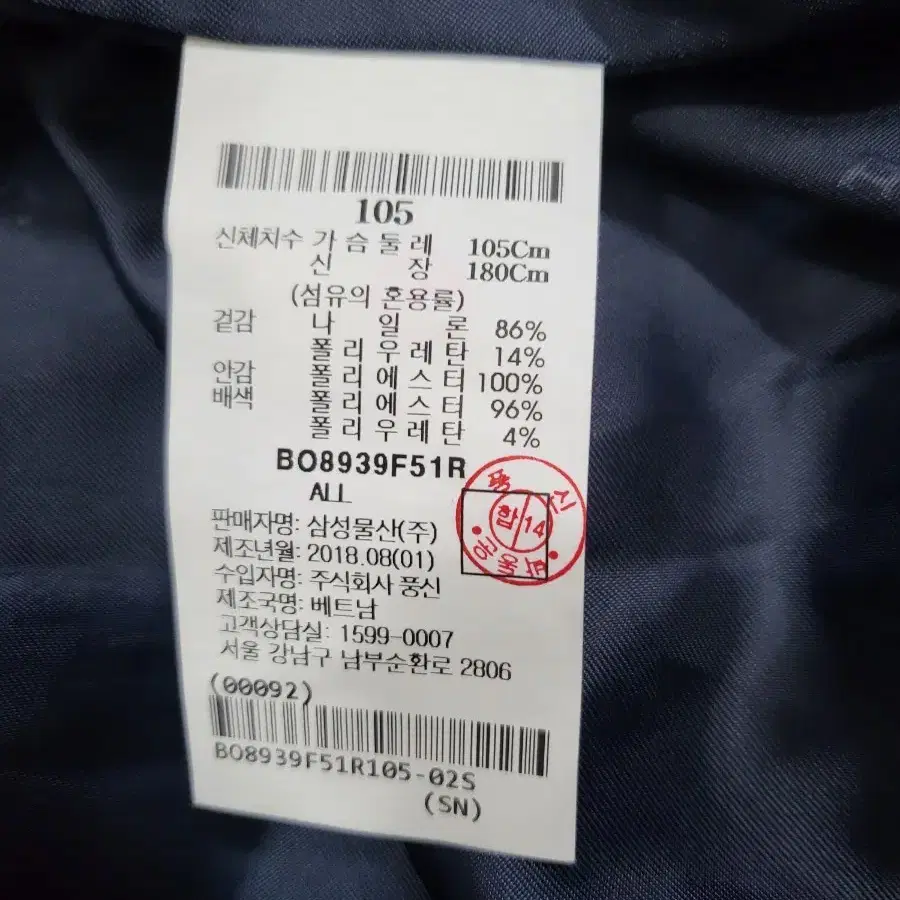 105
신체치수 가슴둘레 105Cm
신장 180Cm
(섬유의 혼용률)
겉감 나일론 86%
폴리우레탄 14%
안감 폴리에스터 100%
배색 폴리에스터 96%
폴리우레탄 4%
BO8939F51R
ALL
합 14
판매자명: 삼성물산(주)
제조년월: 2018.08(01)
수입자명: 주식회사 풍신
제조국명: 베트남
고객상담실: 1599-0007
서울 강남구 남부순환로 2806
(00092)
BO8939F51R105-02S
(SN)